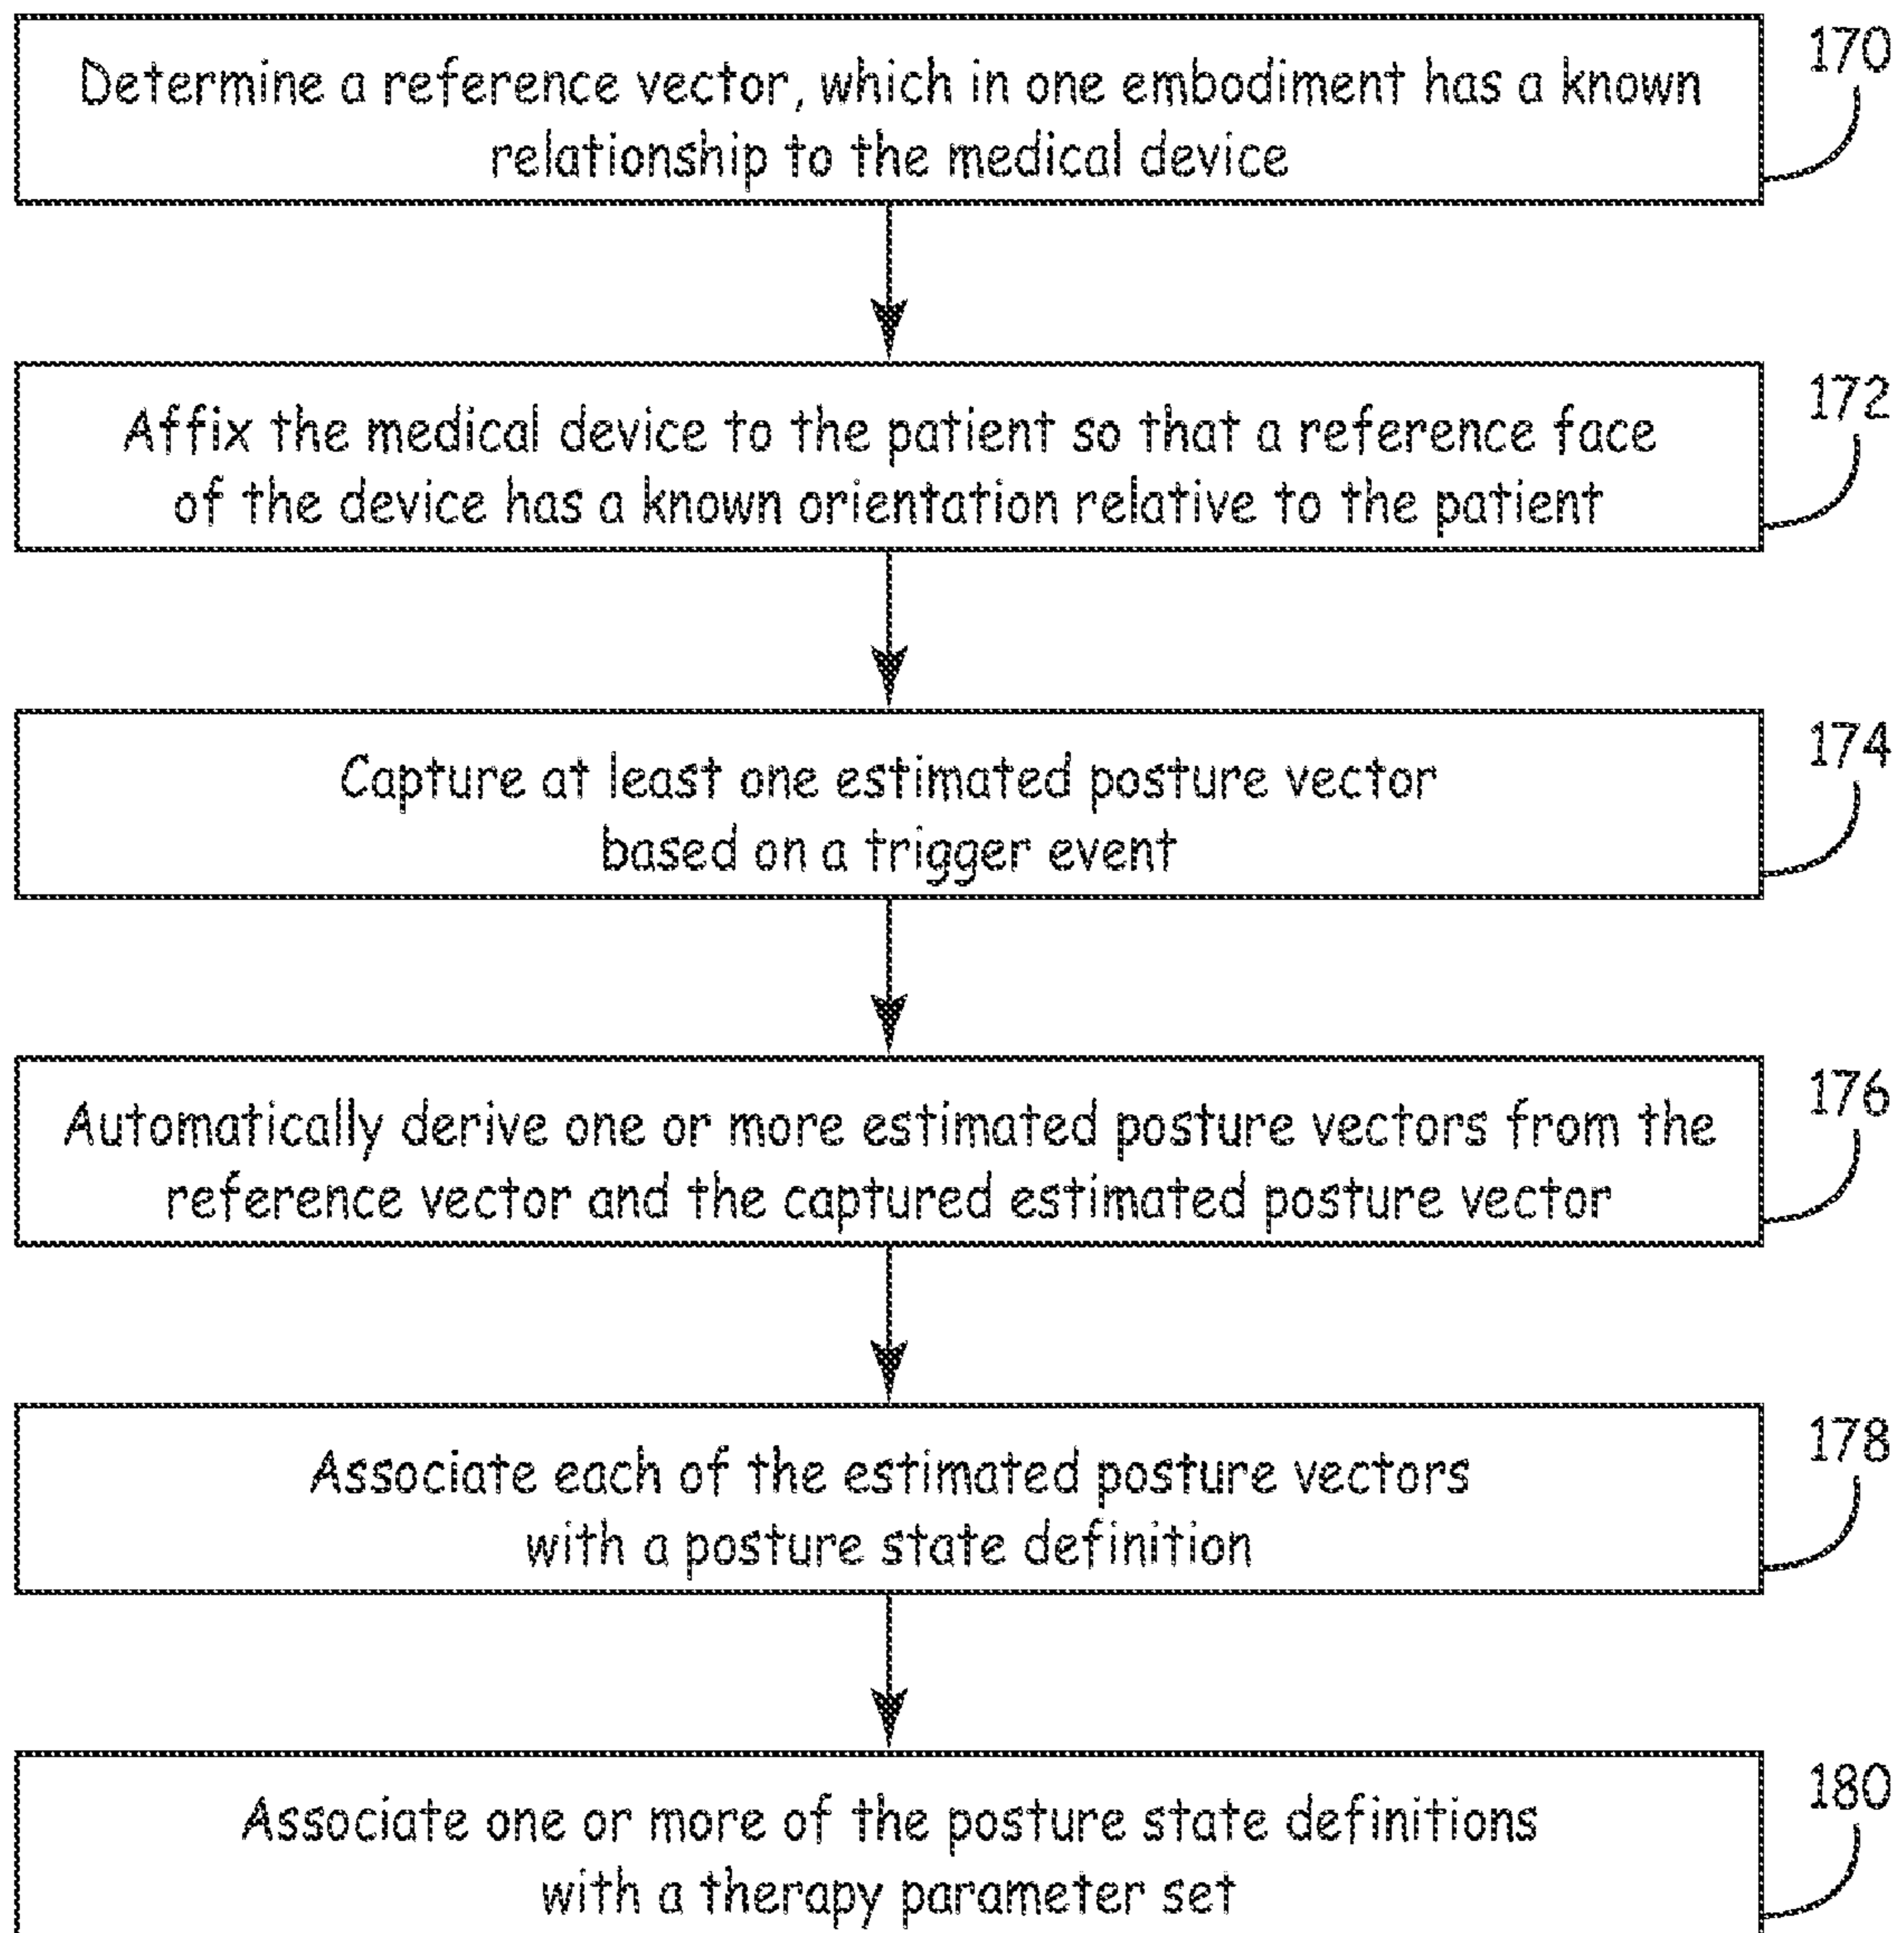 Determine a reference vector, which in one embodiment has a known
relationship to the medical device
170
Affix the medical device to the patient so that a reference face
of the device has a known orientation relative to the patient
172
Capture at least one estimated posture vector
based on a trigger event
174
Automatically derive one or more estimated posture vectors from the
reference vector and the captured estimated posture vector
176
Associate each of the estimated posture vectors
with a posture state definition
178
Associate one or more of the posture state definitions
with a therapy parameter set
180